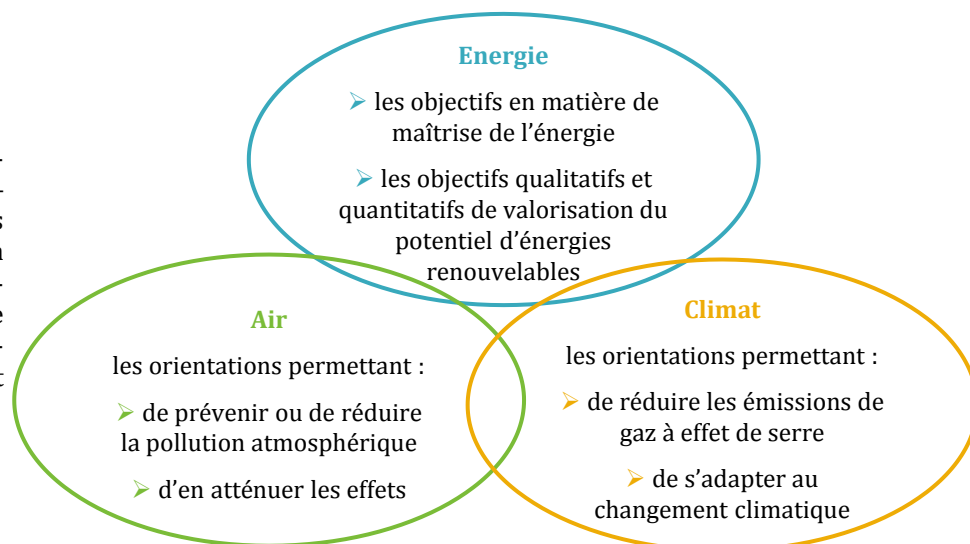 Energie
➢ les objectifs en matière de
maîtrise de l’énergie
➢ les objectifs qualitatifs et
quantitatifs de valorisation du
potentiel d’énergies
renouvelables
Air
les orientations permettant :
➢ de prévenir ou de réduire
la pollution atmosphérique
➢ d’en atténuer les effets
Climat
les orientations permettant :
➢ de réduire les émissions de
gaz à effet de serre
➢ de s’adapter au
changement climatique